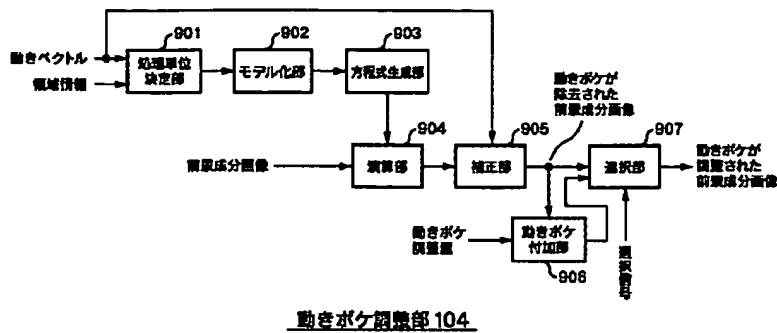 動きベクトル
領域情報
901
処理単位
決定部
902
モデル化部
903
方程式生成部
動きボケが
除去された
前景成分画像
前景成分画像
904
演算部
905
補正部
907
選択部
動きボケが
調整された
前景成分画像
動きボケ
調整量
動きボケ
付加部
906
選択信号
動きボケ調整部 104